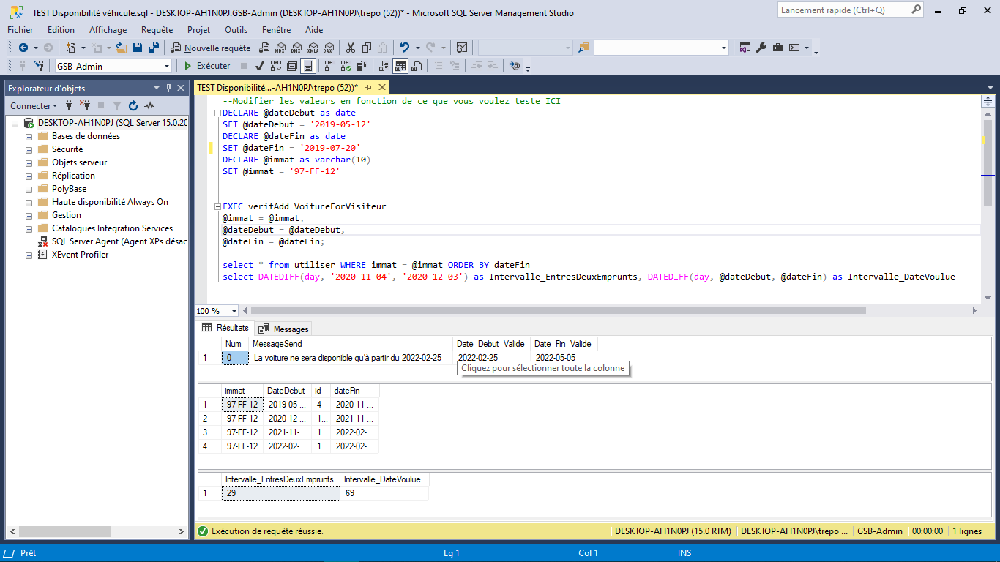 TEST Disponibilité véhicule.sql - DESKTOP-AH1N0PJ.GSB-Admin (DESKTOP-AH1N0PJ\trepo (52))* - Microsoft SQL Server Management Studio
Lancement rapide (Ctrl+Q)
Fichier Edition Affichage Requête Projet Outils Fenêtre Aide
Nouvelle requête MDX DMX XMLA DAX
GSB-Admin Exécuter
Explorateur d'objets
Connecter
DESKTOP-AH1N0PJ (SQL Server 15.0.20
Bases de données
Sécurité
Objets serveur
Réplication
PolyBase
Haute disponibilité Always On
Gestion
Catalogues Integration Services
SQL Server Agent (Agent XPs désac
XEvent Profiler
TEST Disponibilité...-AH1N0PJ\trepo (52))*
--Modifier les valeurs en fonction de ce que vous voulez teste ICI
DECLARE @dateDebut as date
SET @dateDebut = '2019-05-12'
DECLARE @dateFin as date
SET @dateFin = '2019-07-20'
DECLARE @immat as varchar(10)
SET @immat = '97-FF-12'
EXEC verifAdd_VoitureForVisiteur
@immat = @immat,
@dateDebut = @dateDebut,
@dateFin = @dateFin;
select * from utiliser WHERE immat = @immat ORDER BY dateFin
select DATEDIFF(day, '2020-11-04', '2020-12-03') as Intervalle_EntresDeuxEmprunts, DATEDIFF(day, @dateDebut, @dateFin) as Intervalle_DateVoulue
100 %
Résultats Messages
Num MessageSend Date_Debut_Valide Date_Fin_Valide
1 0 La voiture ne sera disponible qu'à partir du 2022-02-25 2022-02-25 2022-05-05
Cliquez pour sélectionner toute la colonne
immat DateDebut id dateFin
1 97-FF-12 2019-05-... 4 2020-11-...
2 97-FF-12 2020-12-... 1... 2021-11-...
3 97-FF-12 2021-11-... 1... 2022-02-...
4 97-FF-12 2022-02-... 1... 2022-02-...
Intervalle_EntresDeuxEmprunts Intervalle_DateVoulue
1 29 69
Exécution de requête réussie. DESKTOP-AH1N0PJ (15.0 RTM) DESKTOP-AH1N0PJ\trepo ... GSB-Admin 00:00:00 1 lignes
Prêt Lg 1 Col 1 INS